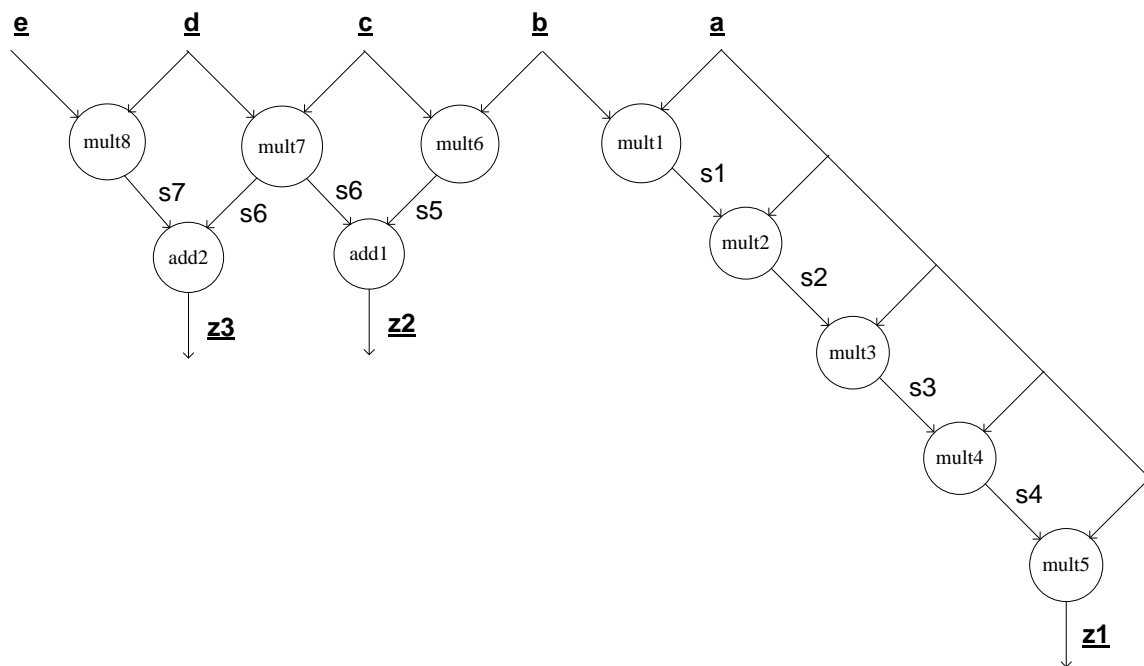 e d c b a
mult8 mult7 mult6 mult1
s7 s6 s6 s5 s1
add2 add1 mult2
z3 z2 s2
mult3
s3
mult4
s4
mult5
z1